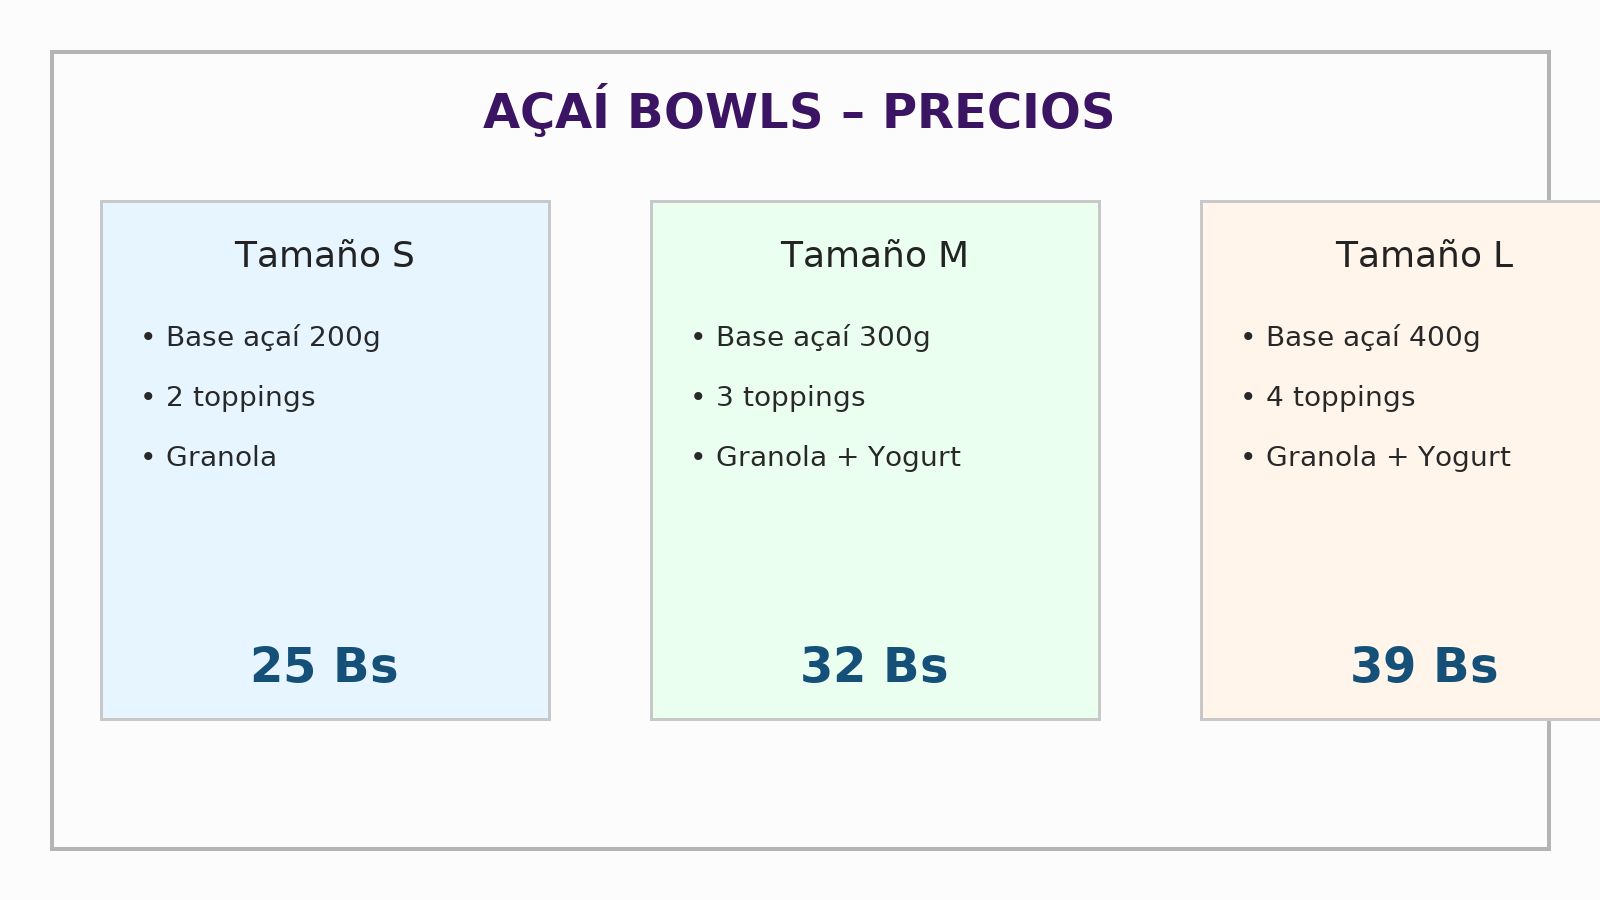 AÇAÍ BOWLS – PRECIOS
Tamaño S
• Base açaí 200g
• 2 toppings
• Granola
25 Bs
Tamaño M
• Base açaí 300g
• 3 toppings
• Granola + Yogurt
32 Bs
Tamaño L
• Base açaí 400g
• 4 toppings
• Granola + Yogurt
39 Bs